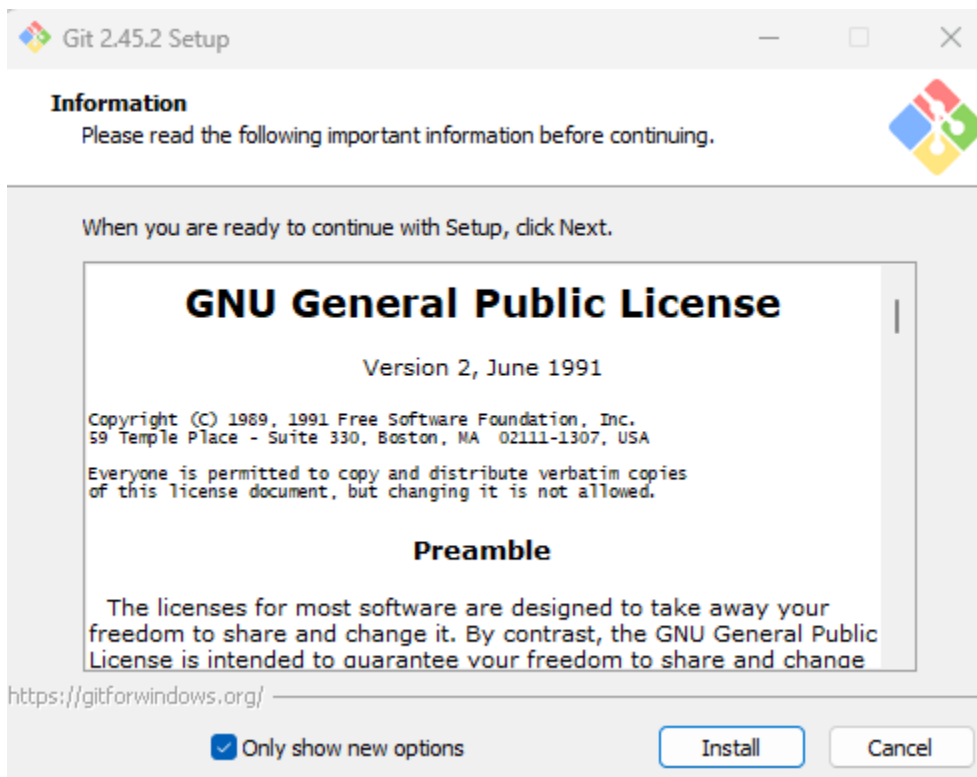 Git 2.45.2 Setup
Information
Please read the following important information before continuing.
When you are ready to continue with Setup, click Next.
GNU General Public License
Version 2, June 1991
Copyright (C) 1989, 1991 Free Software Foundation, Inc.
59 Temple Place - Suite 330, Boston, MA  02111-1307, USA
Everyone is permitted to copy and distribute verbatim copies
of this license document, but changing it is not allowed.
Preamble
The licenses for most software are designed to take away your
freedom to share and change it. By contrast, the GNU General Public
License is intended to guarantee your freedom to share and change
https://gitforwindows.org/
Only show new options
Install
Cancel